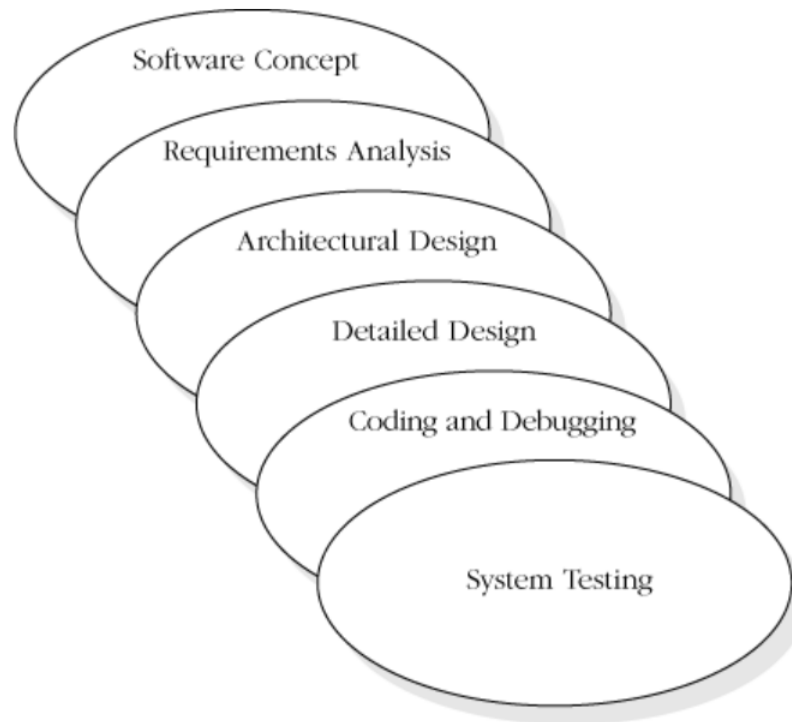 Software Concept
Requirements Analysis
Architectural Design
Detailed Design
Coding and Debugging
System Testing